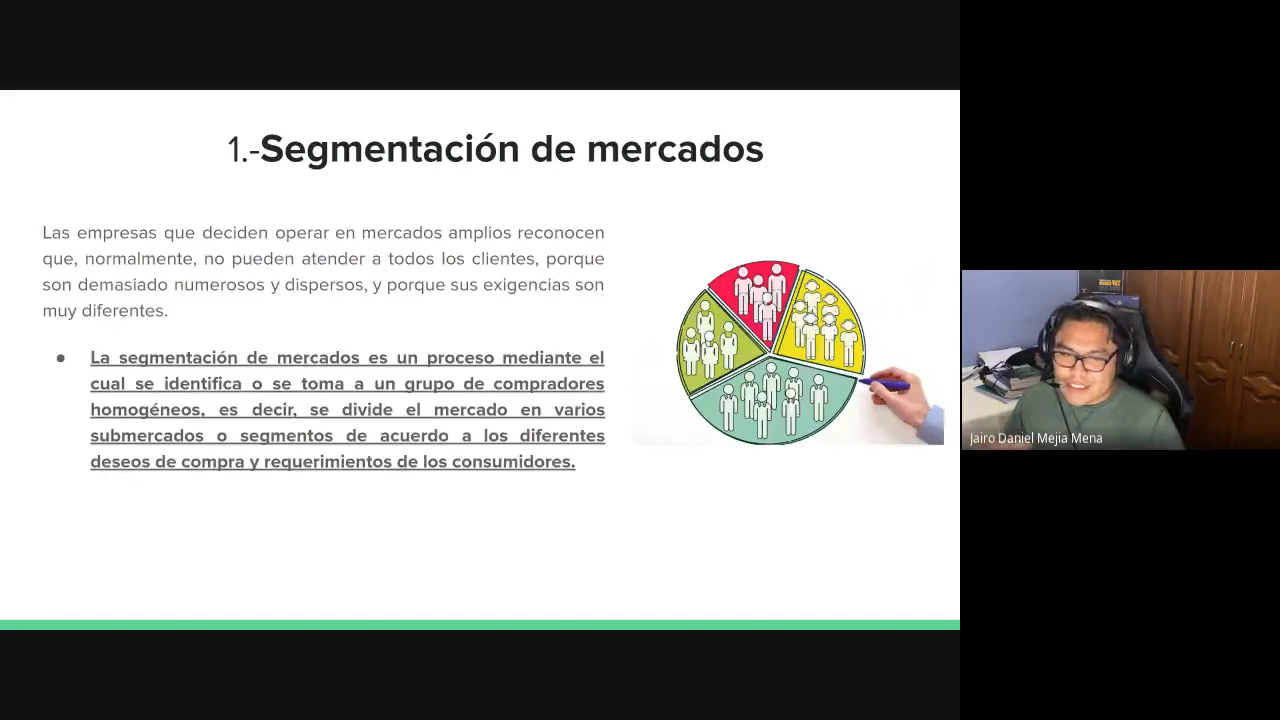 1.-Segmentación de mercados
Las empresas que deciden operar en mercados amplios reconocen
que, normalmente, no pueden atender a todos los clientes, porque
son demasiado numerosos y dispersos, y porque sus exigencias son
muy diferentes.
● La segmentación de mercados es un proceso mediante el
cual se identifica o se toma a un grupo de compradores
homogéneos, es decir, se divide el mercado en varios
submercados o segmentos de acuerdo a los diferentes
deseos de compra y requerimientos de los consumidores.
Jairo Daniel Mejia Mena